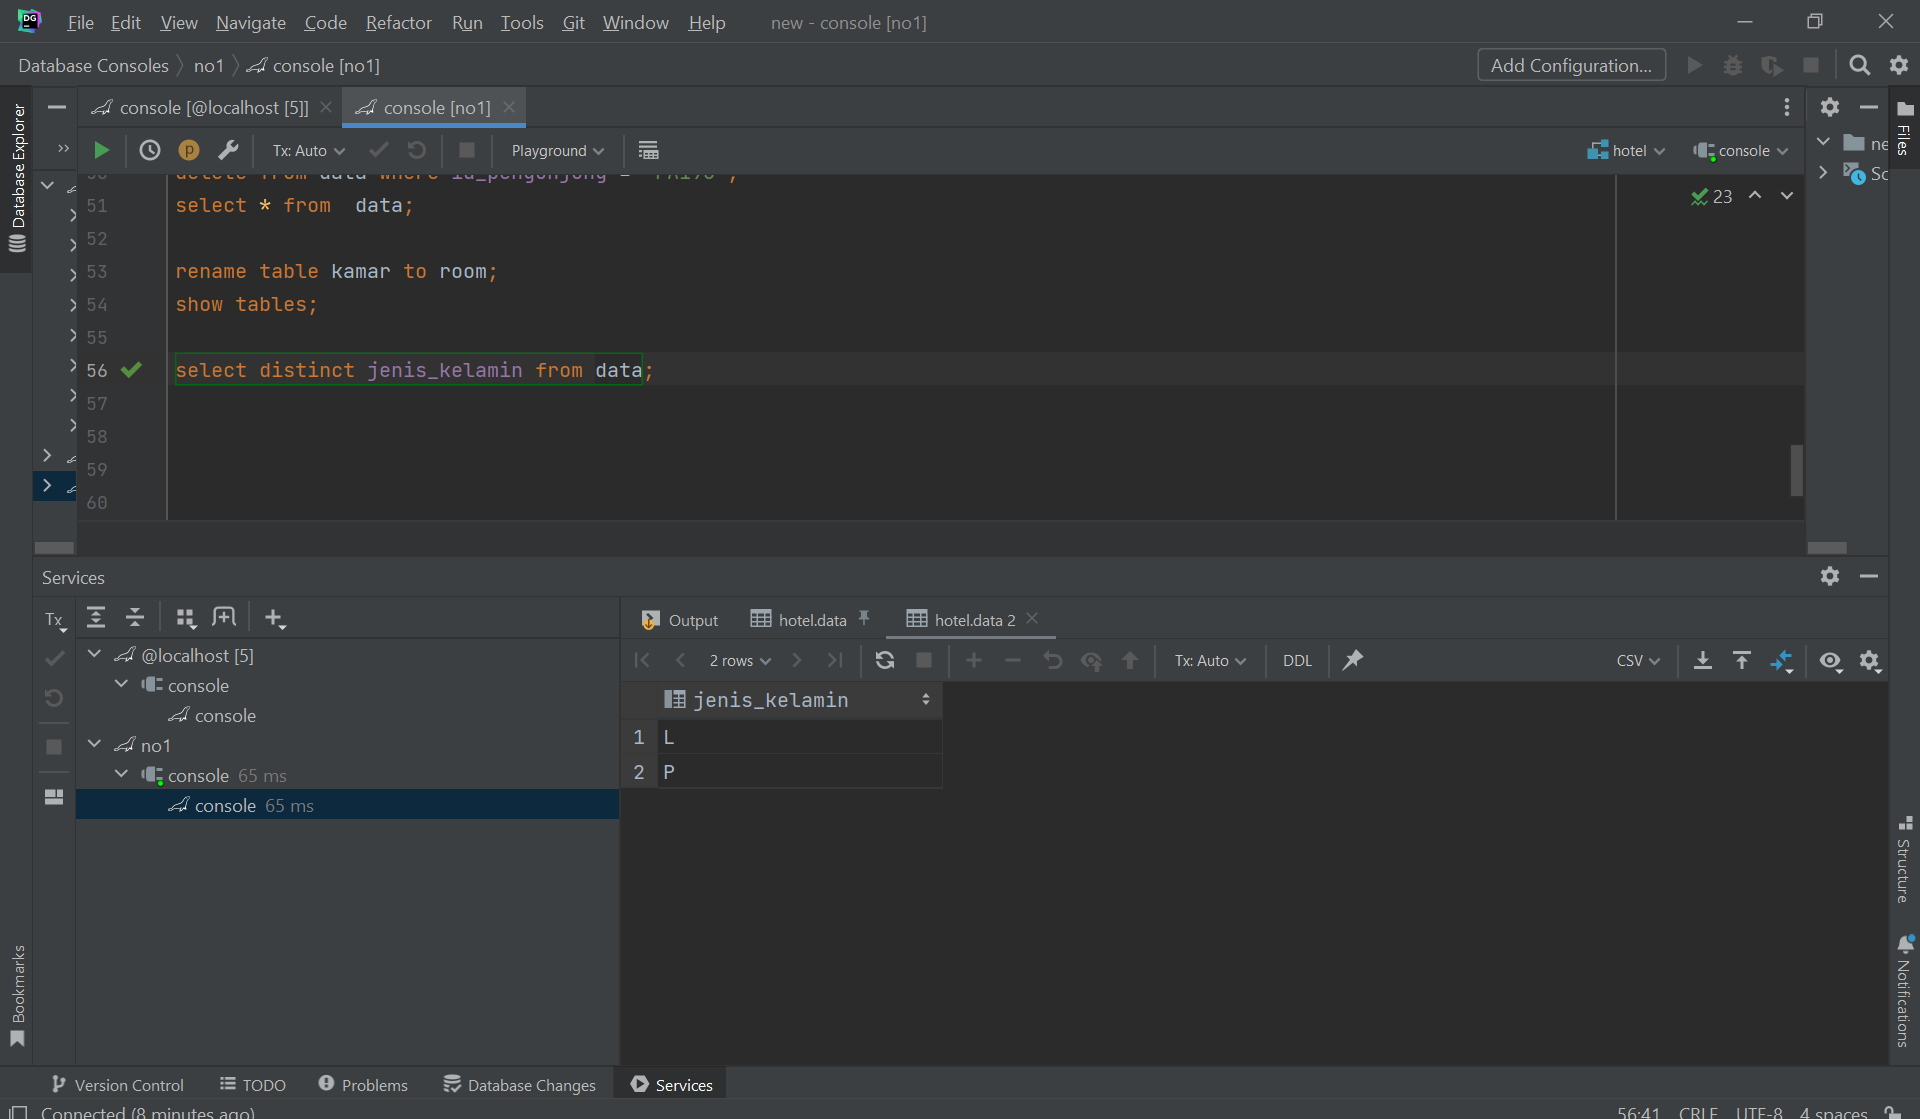 DG
File Edit View Navigate Code Refactor Run Tools Git Window Help new - console [no1]
Database Consoles no1 console [no1] Add Configuration...
console [@localhost [5]] console [no1]
Tx: Auto Playground hotel console
51 select * from  data;
23
52
53 rename table kamar to room;
54 show tables;
55
56 select distinct jenis_kelamin from data;
57
58
59
60
Database Explorer
Files
ne
Sc
Services
Tx
Output hotel.data hotel.data 2
2 rows Tx: Auto DDL CSV
@localhost [5]
console
console
no1
console 65 ms
console 65 ms
jenis_kelamin
1 L
2 P
Structure
Notifications
Bookmarks
Version Control TODO Problems Database Changes Services
Connected (8 minutes ago) 56:41 CRLF UTF-8 4 spaces